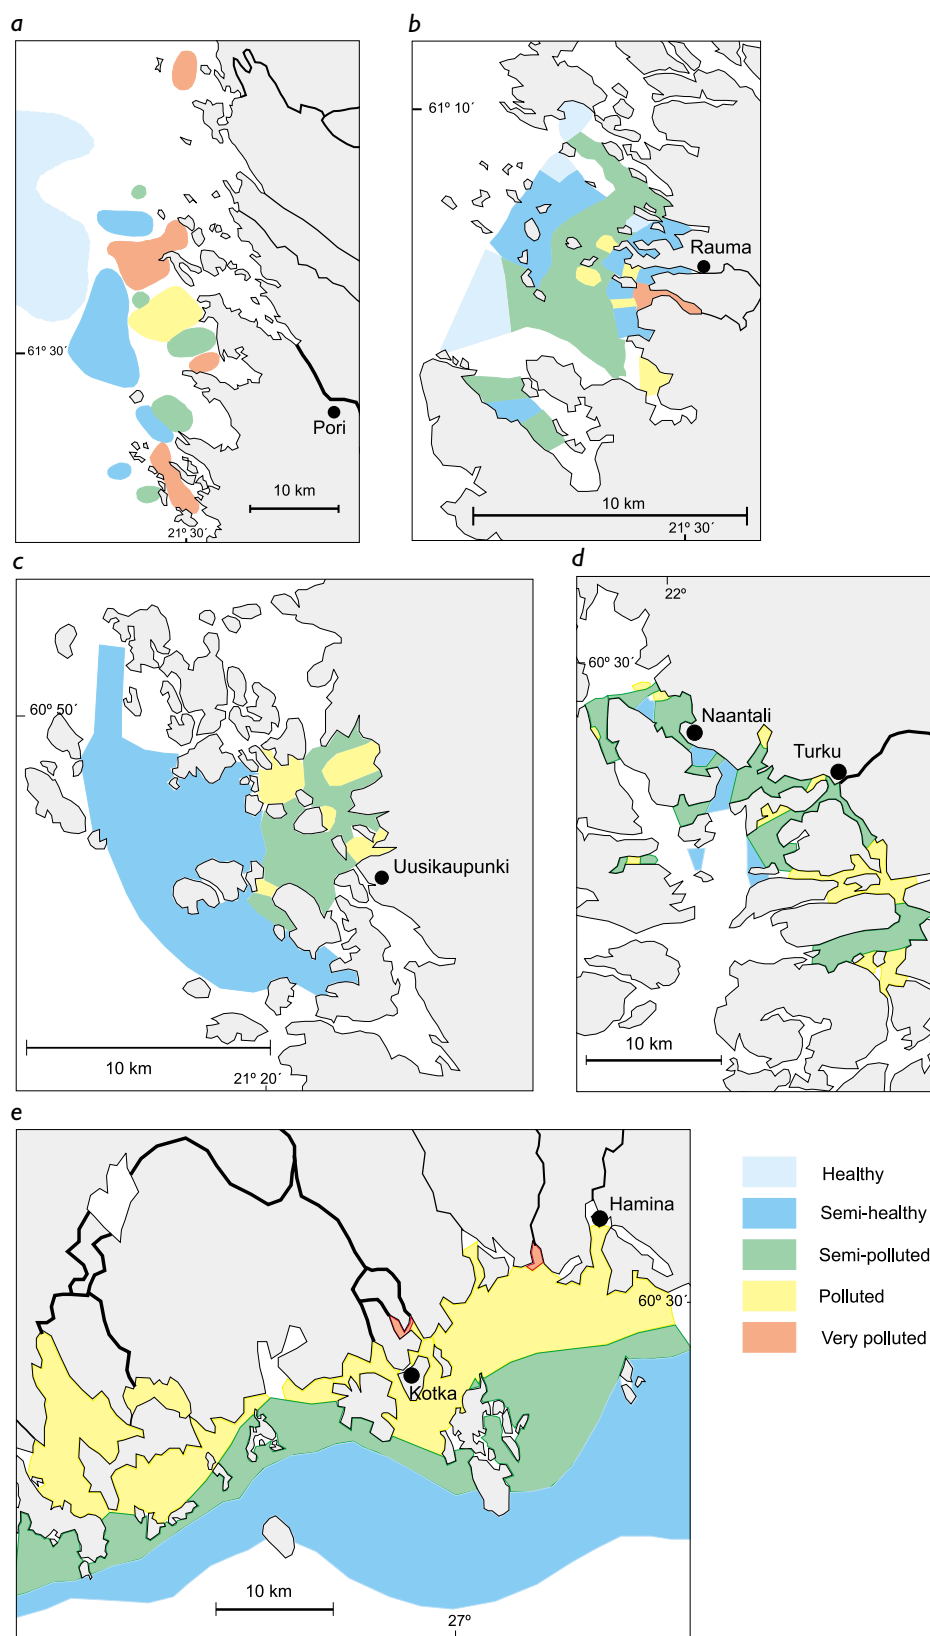 a
61º 30´
Pori
10 km
21º 30´
b
61º 10´
Rauma
10 km
21º 30´
c
60º 50´
Uusikaupunki
10 km
21º 20´
d
22º
60º 30´
Naantali
Turku
10 km
e
Hamina
60º 30´
Kotka
10 km
27º
Healthy
Semi-healthy
Semi-polluted
Polluted
Very polluted